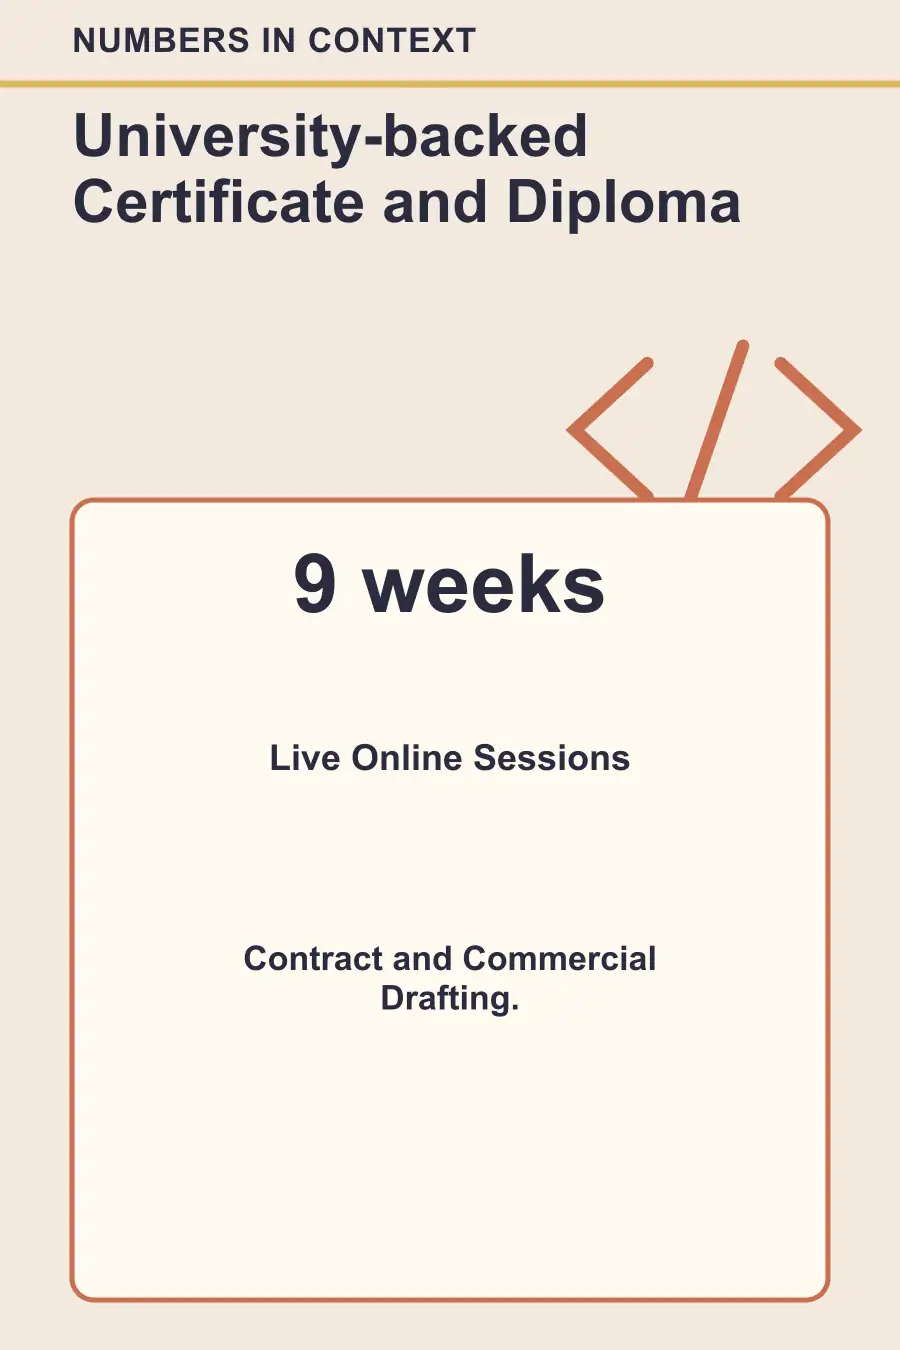 NUMBERS IN CONTEXT
University-backed
Certificate and Diploma
9 weeks
Live Online Sessions
Contract and Commercial
Drafting.